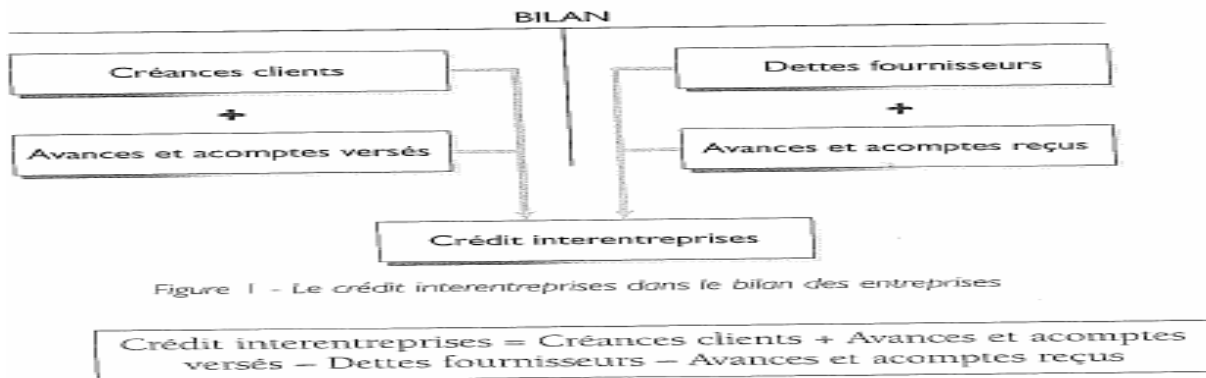 BILAN
Créances clients
Dettes fournisseurs
+
+
Avances et acomptes versés
Avances et acomptes reçus
Crédit interentreprises
Figure 1 - Le crédit interentreprises dans le bilan des entreprises
Crédit interentreprises = Créances clients + Avances et acomptes
versés – Dettes fournisseurs – Avances et acomptes reçus